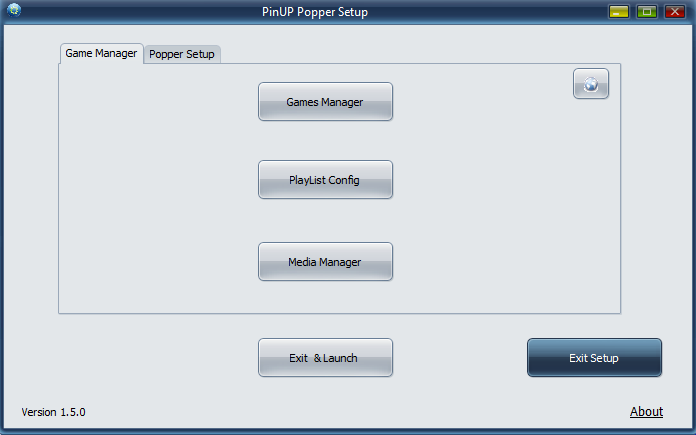 PinUP Popper Setup
Game Manager
Popper Setup
Games Manager
PlayList Config
Media Manager
Exit & Launch
Exit Setup
Version 1.5.0
About